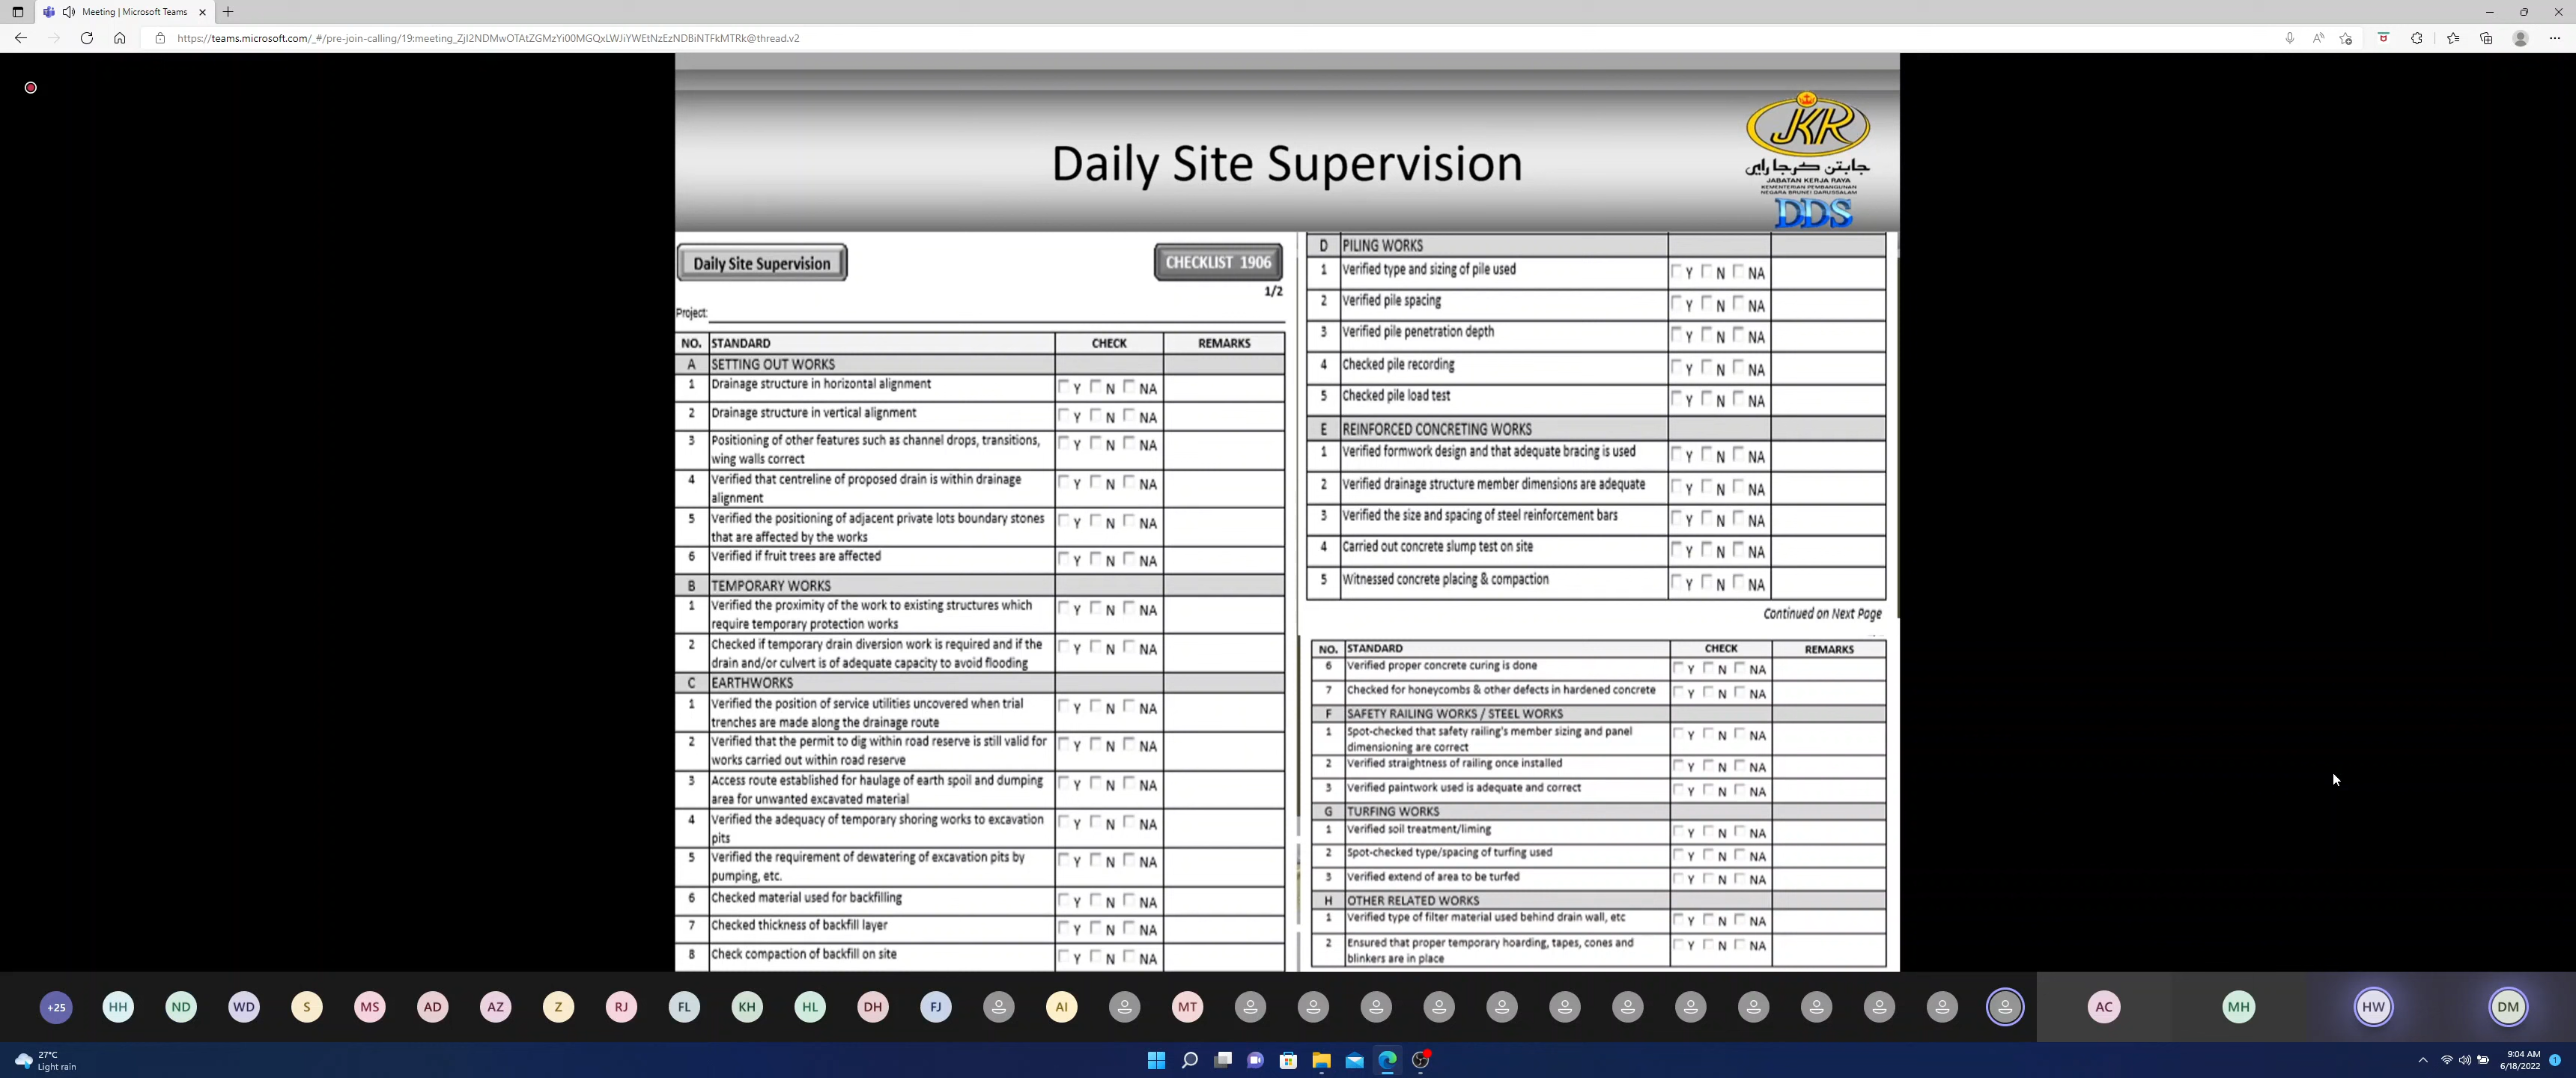 Meeting | Microsoft Teams
https://teams.microsoft.com/_#/pre-join-calling/19:meeting_ZjI2NDMwOTAtZGMzYi00MGQxLWJiYWEtNzEzNDBiNTFkMTRk@thread.v2
Daily Site Supervision
JKR
جابتن كرجا راي
JABATAN KERJA RAYA
KEMENTERIAN PEMBANGUNAN
NEGARA BRUNEI DARUSSALAM
DDS
Daily Site Supervision
CHECKLIST 1906
1/2
Project:
NO. STANDARD CHECK REMARKS
A SETTING OUT WORKS
1 Drainage structure in horizontal alignment Y N NA
2 Drainage structure in vertical alignment Y N NA
3 Positioning of other features such as channel drops, transitions, Y N NA
wing walls correct
4 Verified that centreline of proposed drain is within drainage Y N NA
alignment
5 Verified the positioning of adjacent private lots boundary stones Y N NA
that are affected by the works
6 Verified if fruit trees are affected Y N NA
B TEMPORARY WORKS
1 Verified the proximity of the work to existing structures which Y N NA
require temporary protection works
2 Checked if temporary drain diversion work is required and if the Y N NA
drain and/or culvert is of adequate capacity to avoid flooding
C EARTHWORKS
1 Verified the position of service utilities uncovered when trial Y N NA
trenches are made along the drainage route
2 Verified that the permit to dig within road reserve is still valid for Y N NA
works carried out within road reserve
3 Access route established for haulage of earth spoil and dumping Y N NA
area for unwanted excavated material
4 Verified the adequacy of temporary shoring works to excavation Y N NA
pits
5 Verified the requirement of dewatering of excavation pits by Y N NA
pumping, etc.
6 Checked material used for backfilling Y N NA
7 Checked thickness of backfill layer Y N NA
8 Check compaction of backfill on site Y N NA
D PILING WORKS
1 Verified type and sizing of pile used Y N NA
2 Verified pile spacing Y N NA
3 Verified pile penetration depth Y N NA
4 Checked pile recording Y N NA
5 Checked pile load test Y N NA
E REINFORCED CONCRETING WORKS
1 Verified formwork design and that adequate bracing is used Y N NA
2 Verified drainage structure member dimensions are adequate Y N NA
3 Verified the size and spacing of steel reinforcement bars Y N NA
4 Carried out concrete slump test on site Y N NA
5 Witnessed concrete placing & compaction Y N NA
Continued on Next Page
NO. STANDARD CHECK REMARKS
6 Verified proper concrete curing is done Y N NA
7 Checked for honeycombs & other defects in hardened concrete Y N NA
F SAFETY RAILING WORKS / STEEL WORKS
1 Spot-checked that safety railing's member sizing and panel Y N NA
dimensioning are correct
2 Verified straightness of railing once installed Y N NA
3 Verified paintwork used is adequate and correct Y N NA
G TURFING WORKS
1 Verified soil treatment/liming Y N NA
2 Spot-checked type/spacing of turfing used Y N NA
3 Verified extend of area to be turfed Y N NA
H OTHER RELATED WORKS
1 Verified type of filter material used behind drain wall, etc Y N NA
2 Ensured that proper temporary hoarding, tapes, cones and Y N NA
blinkers are in place
+25 HH ND WD S MS AD AZ Z RJ FL KH HL DH FJ AI MT AC MH HW DM
27°C
Light rain
9:04 AM
6/18/2022
1